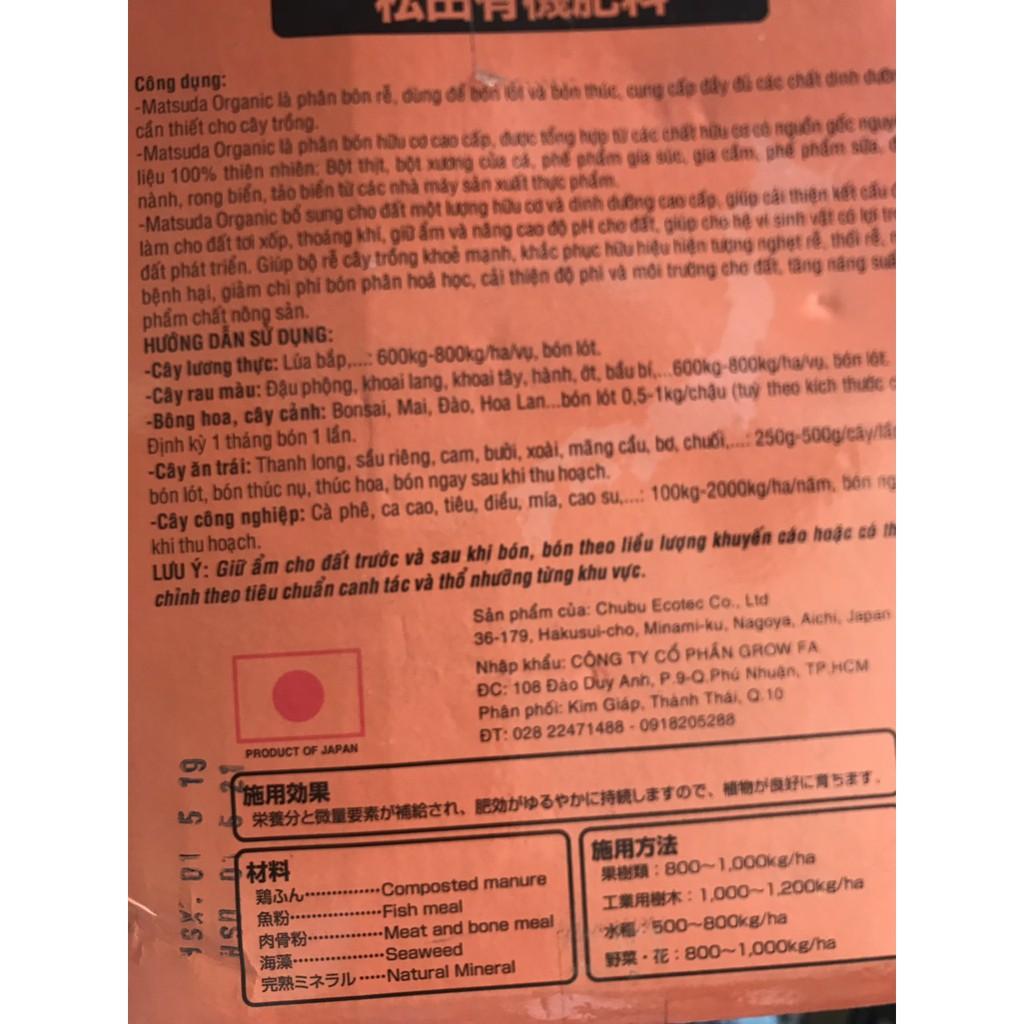 松田有機肥料
Công dụng:
-Matsuda Organic là phân bón rễ, dùng để bón lót và bón thúc, cung cấp đầy đủ các chất dinh dưỡn
cần thiết cho cây trồng.
-Matsuda Organic là phân bón hữu cơ cao cấp, được tổng hợp từ các chất hữu cơ có nguồn gốc nguy
liệu 100% thiên nhiên: Bột thịt, bột xương của cá, phế phẩm gia súc, gia cầm, phế phẩm sữa,
nành, rong biển, tảo biển từ các nhà máy sản xuất thực phẩm.
-Matsuda Organic bổ sung cho đất một lượng hữu cơ và dinh dưỡng cao cấp, giúp cải thiện kết cấu
làm cho đất tơi xốp, thoáng khí, giữ ẩm và nâng cao độ pH cho đất, giúp cho hệ vi sinh vật có lợi tr
đất phát triển. Giúp bộ rễ cây trồng khoẻ mạnh, khắc phục hữu hiệu hiện tượng nghẹt rễ, thối rễ,
bệnh hại, giảm chi phí bón phân hoá học, cải thiện độ phì và môi trường cho đất, tăng năng suấ
phẩm chất nông sản.
HƯỚNG DẪN SỬ DỤNG:
-Cây lương thực: Lúa bắp,...: 600kg-800kg/ha/vụ, bón lót.
-Cây rau màu: Đậu phộng, khoai lang, khoai tây, hành, ớt, bầu bí,...600kg-800kg/ha/vụ, bón lót.
-Bông hoa, cây cảnh: Bonsai, Mai, Đào, Hoa Lan...bón lót 0,5-1kg/chậu (tuỳ theo kích thước c
Định kỳ 1 tháng bón 1 lần.
-Cây ăn trái: Thanh long, sầu riêng, cam, bưởi, xoài, mãng cầu, bơ, chuối,...: 250g-500g/cây/lầ
bón lót, bón thúc nụ, thúc hoa, bón ngay sau khi thu hoạch.
-Cây công nghiệp: Cà phê, ca cao, tiêu, điều, mía, cao su,...: 100kg-2000kg/ha/năm, bón ng
khi thu hoạch.
LƯU Ý: Giữ ẩm cho đất trước và sau khi bón, bón theo liều lượng khuyến cáo hoặc có th
chỉnh theo tiêu chuẩn canh tác và thổ nhưỡng từng khu vực.
Sản phẩm của: Chubu Ecotec Co., Ltd
36-179, Hakusui-cho, Minami-ku, Nagoya, Aichi, Japan
Nhập khẩu: CÔNG TY CỔ PHẦN GROW FA
ĐC: 108 Đào Duy Anh, P.9-Q.Phú Nhuận, TP.HCM
Phân phối: Kim Giáp, Thành Thái, Q.10
ĐT: 028 22471488 - 0918205288
PRODUCT OF JAPAN
NSX. 01 5 19
HSD 01 5 21
施用効果
栄養分と微量要素が補給され、肥効がゆるやかに持続しますので、植物が良好に育ちます.
材料
鶏ふん……………Composted manure
魚粉………………Fish meal
肉骨粉……………Meat and bone meal
海藻………………Seaweed
完熟ミネラル……Natural Mineral
施用方法
果樹類：800〜1,000kg/ha
工業用樹木：1,000〜1,200kg/ha
水稲：500〜800kg/ha
野菜・花：800〜1,000kg/ha